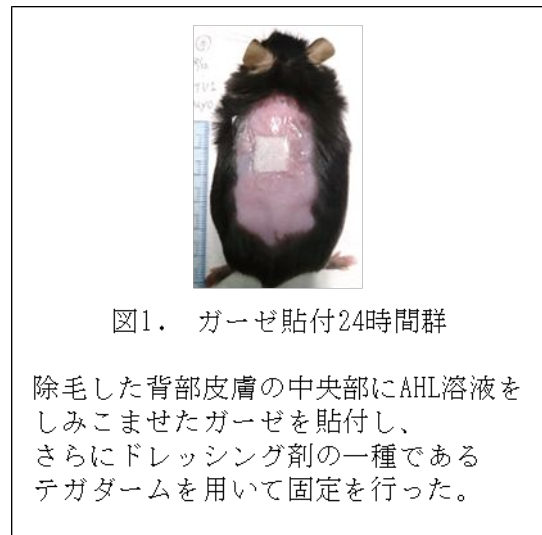 図1. ガーゼ貼付24時間群
除毛した背部皮膚の中央部にAHL溶液を
しみこませたガーゼを貼付し、
さらにドレッシング剤の一種である
テガダームを用いて固定を行った。